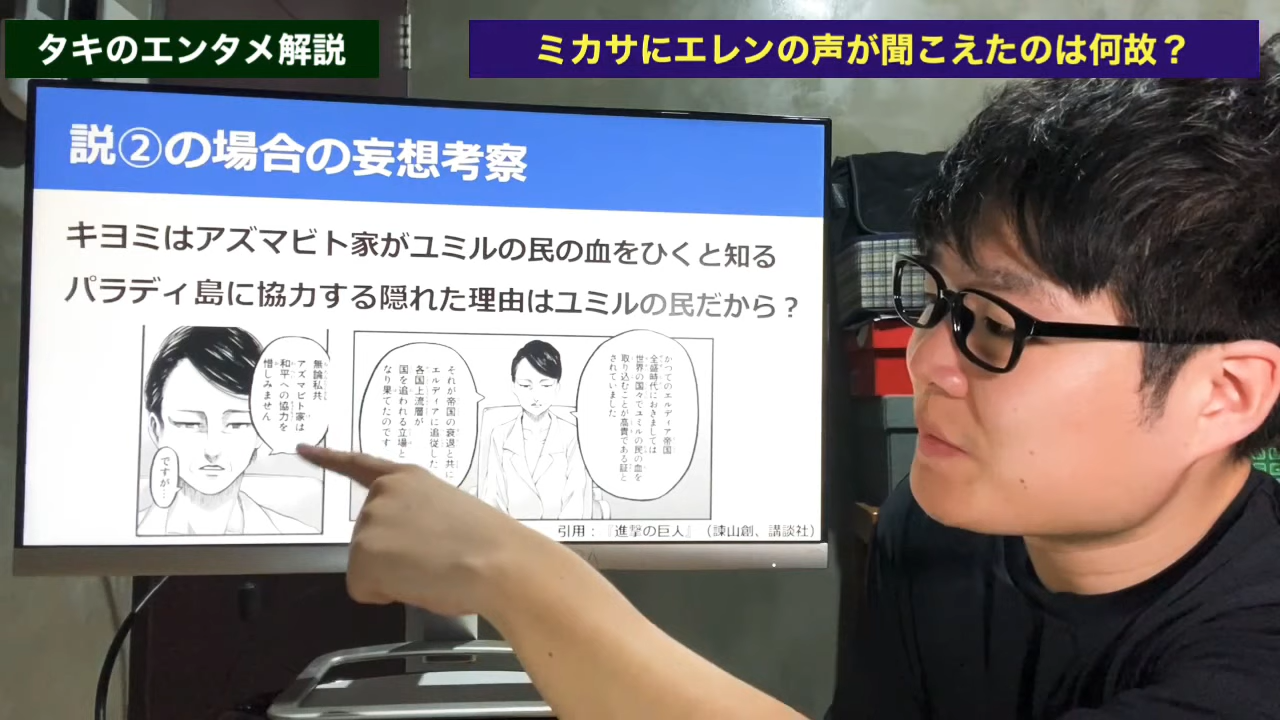 タキのエンタメ解説
ミカサにエレンの声が聞こえたのは何故？
説②の場合の妄想考察
キヨミはアズマビト家がユミルの民の血をひくと知る
パラディ島に協力する隠れた理由はユミルの民だから？
無論私共
アズマビト家は
和平への協力を
惜しみません
ですが…
かつてのエルディア帝国
全盛時代におきましては
世界の国々でユミルの民の血を
取り込むことが高貴である証と
されていました
それが帝国の衰退と共に
エルディアに追従した
各国上流層が
国を追われる立場と
なり果てたのです
引用：『進撃の巨人』（諫山創、講談社）